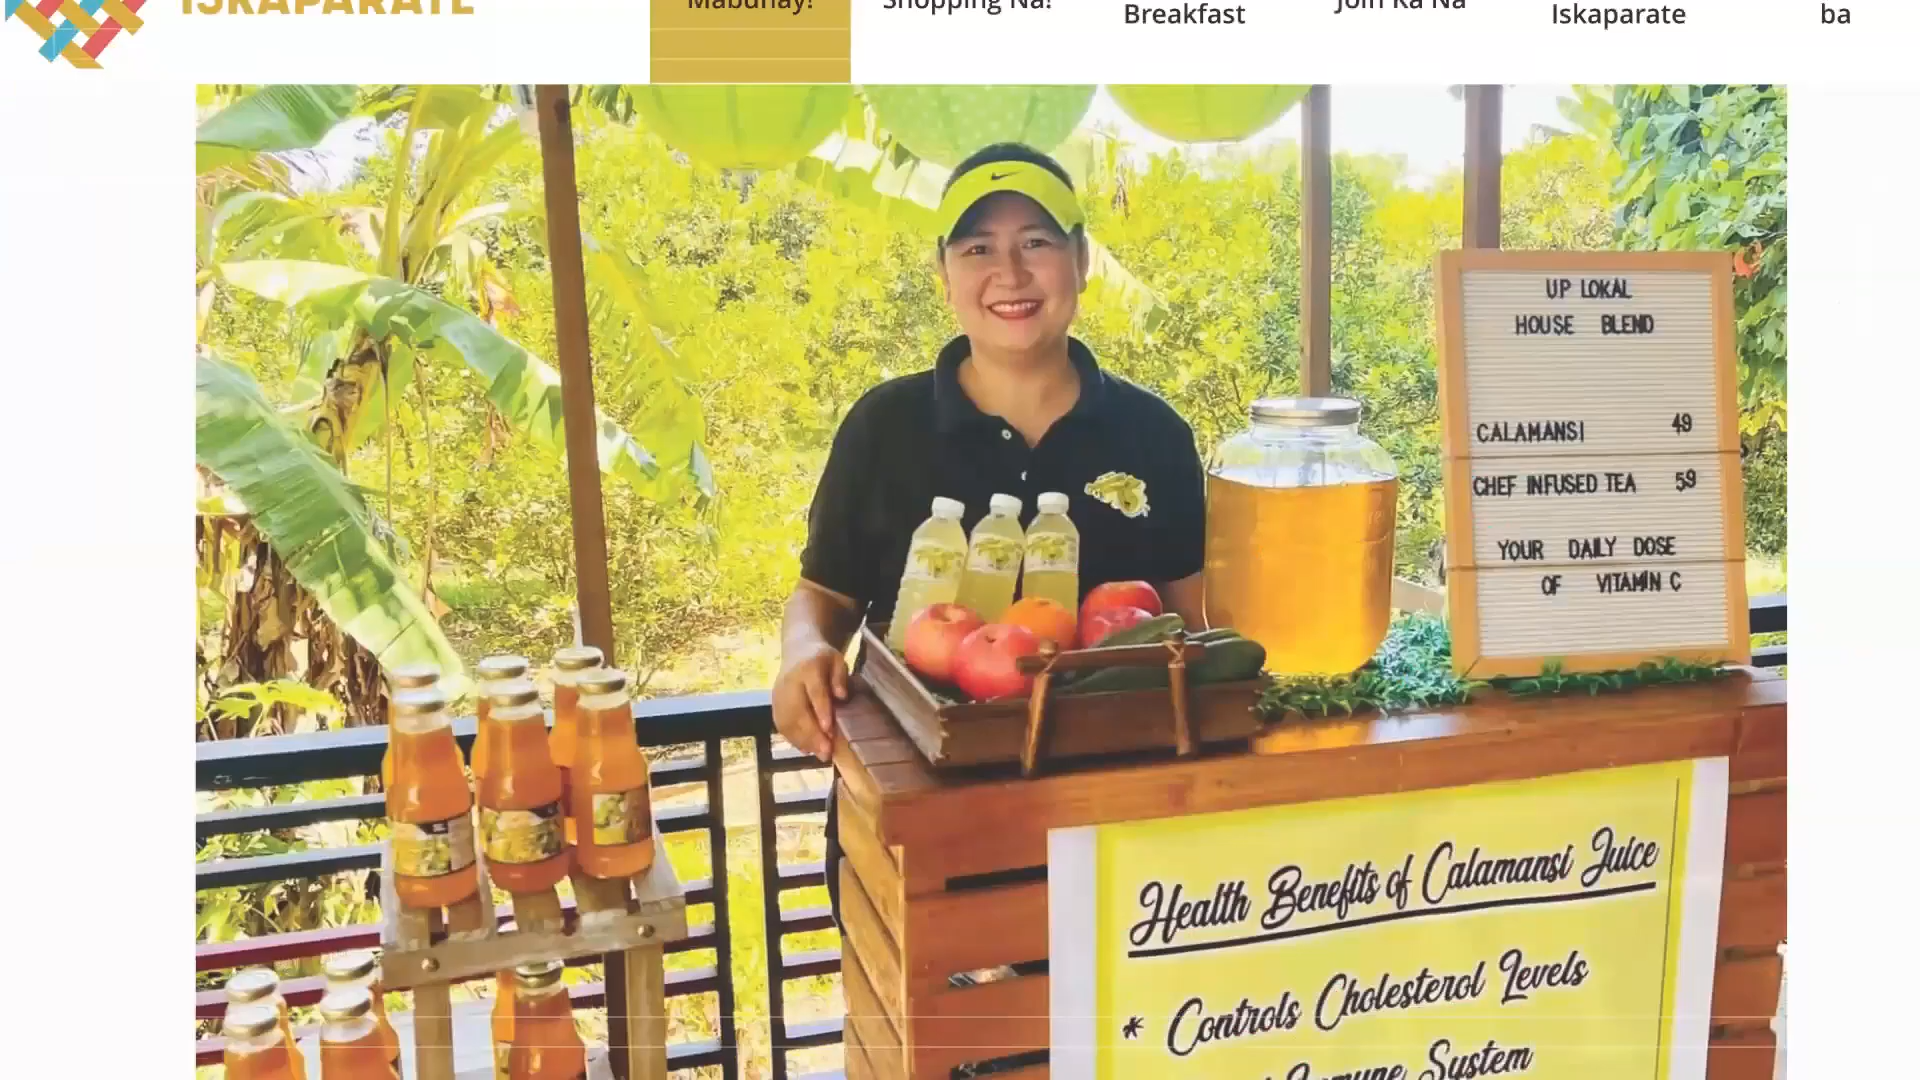 ISKAPARATE
Mabuhay!
Shopping Na!
Breakfast
Join Ka Na
Iskaparate
ba
UP LOKAL
HOUSE BLEND
CALAMANSI 49
CHEF INFUSED TEA 59
YOUR DAILY DOSE
OF VITAMIN C
Health Benefits of Calamansi Juice
* Controls Cholesterol Levels
Immune System